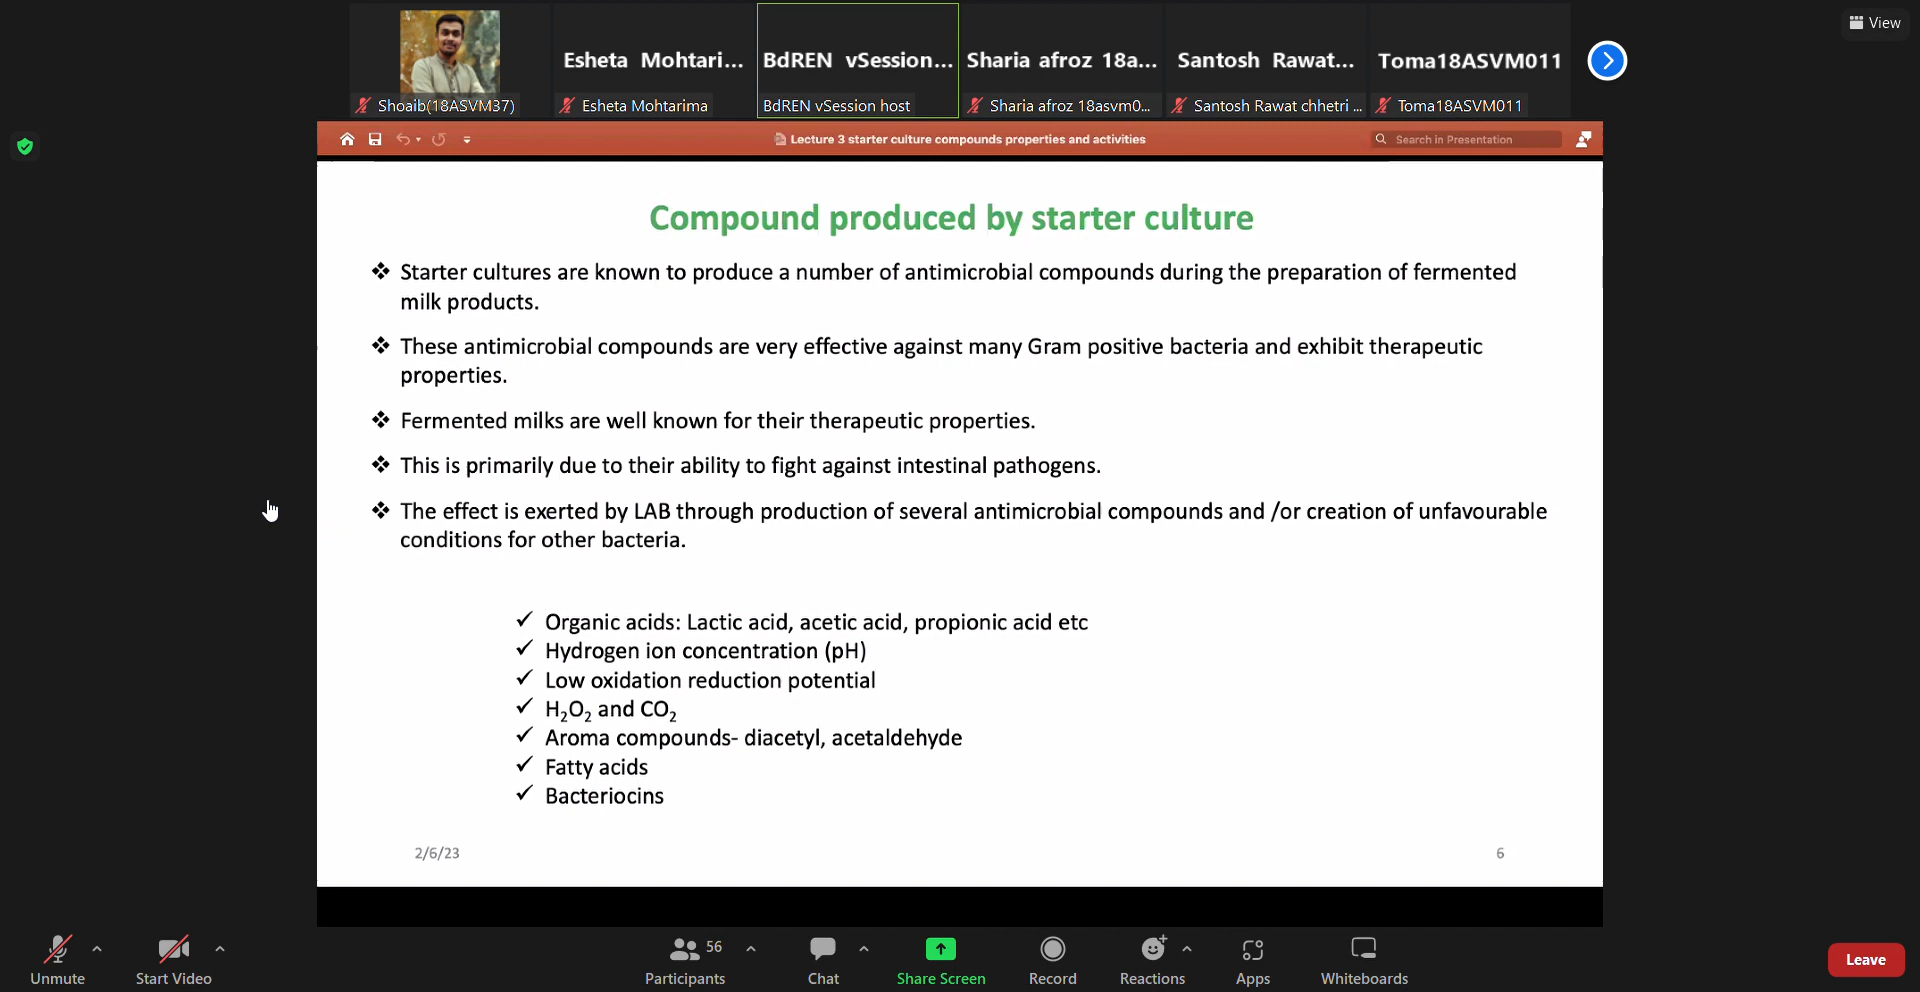 View
Esheta Mohtari...
BdREN vSession...
Sharia afroz 18a...
Santosh Rawat...
Toma18ASVM011
Shoaib(18ASVM37)
Esheta Mohtarima
BdREN vSession host
Sharia afroz 18asvm0...
Santosh Rawat chhetri ...
Toma18ASVM011
Lecture 3 starter culture compounds properties and activities
Search in Presentation
Compound produced by starter culture
❖ Starter cultures are known to produce a number of antimicrobial compounds during the preparation of fermented
milk products.
❖ These antimicrobial compounds are very effective against many Gram positive bacteria and exhibit therapeutic
properties.
❖ Fermented milks are well known for their therapeutic properties.
❖ This is primarily due to their ability to fight against intestinal pathogens.
❖ The effect is exerted by LAB through production of several antimicrobial compounds and /or creation of unfavourable
conditions for other bacteria.
✓ Organic acids: Lactic acid, acetic acid, propionic acid etc
✓ Hydrogen ion concentration (pH)
✓ Low oxidation reduction potential
✓ H₂O₂ and CO₂
✓ Aroma compounds- diacetyl, acetaldehyde
✓ Fatty acids
✓ Bacteriocins
2/6/23
6
Unmute
Start Video
56
Participants
Chat
Share Screen
Record
Reactions
Apps
Whiteboards
Leave